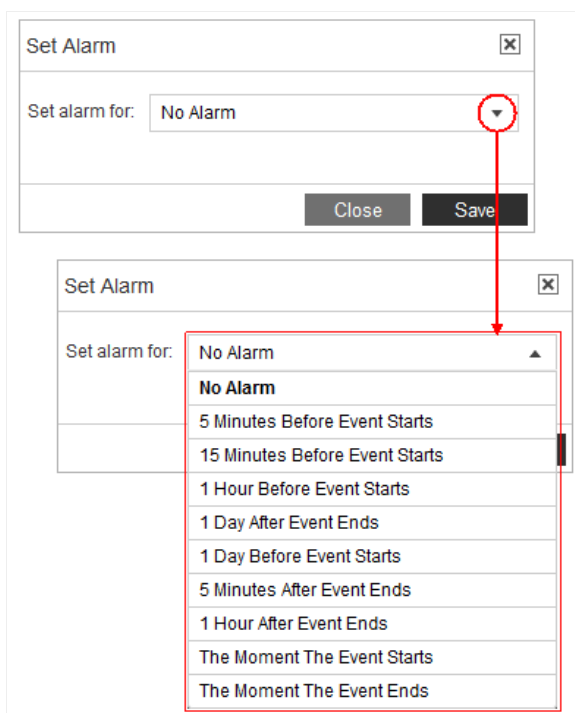 Set Alarm
Set alarm for: No Alarm
Close Save
Set Alarm
Set alarm for: No Alarm
No Alarm
5 Minutes Before Event Starts
15 Minutes Before Event Starts
1 Hour Before Event Starts
1 Day After Event Ends
1 Day Before Event Starts
5 Minutes After Event Ends
1 Hour After Event Ends
The Moment The Event Starts
The Moment The Event Ends